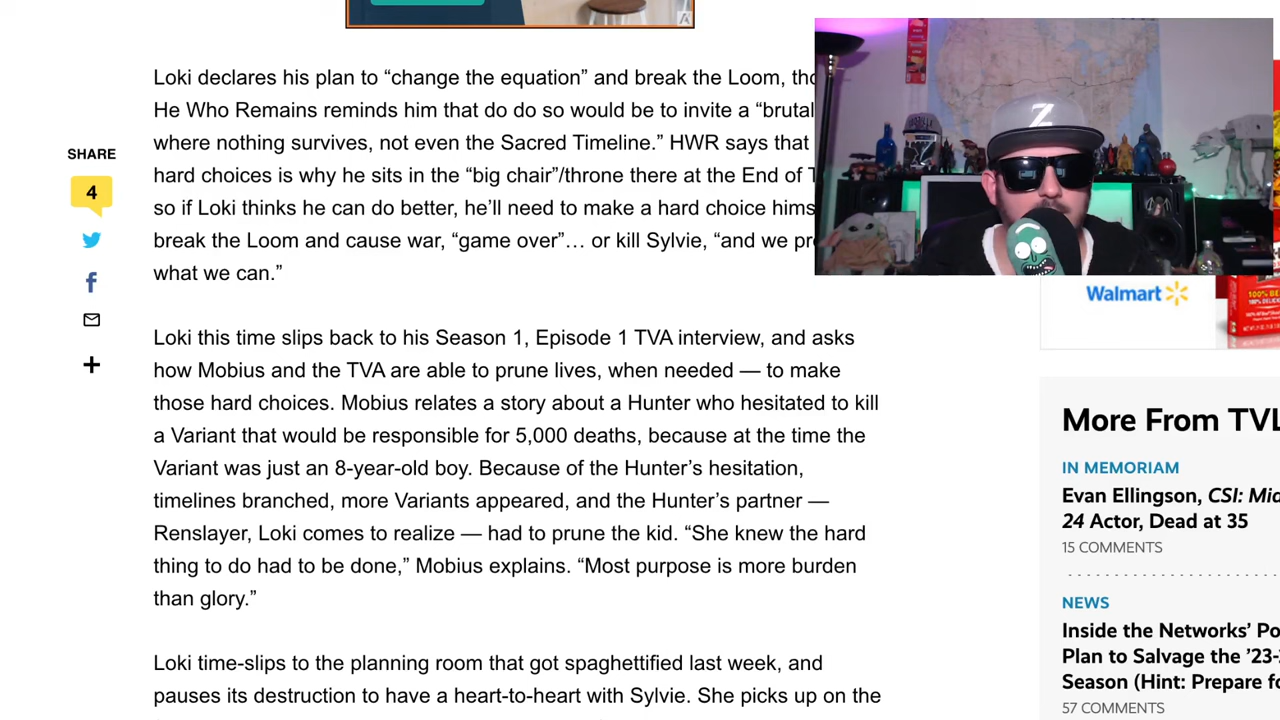 Loki declares his plan to “change the equation” and break the Loom,
He Who Remains reminds him that do do so would be to invite a “brutal
where nothing survives, not even the Sacred Timeline.” HWR says that
SHARE
hard choices is why he sits in the “big chair”/throne there at the End of
4
so if Loki thinks he can do better, he’ll need to make a hard choice
break the Loom and cause war, “game over”… or kill Sylvie, “and we
what we can.”
Z
Walmart
Loki this time slips back to his Season 1, Episode 1 TVA interview, and asks
how Mobius and the TVA are able to prune lives, when needed — to make
those hard choices. Mobius relates a story about a Hunter who hesitated to kill
a Variant that would be responsible for 5,000 deaths, because at the time the
Variant was just an 8-year-old boy. Because of the Hunter’s hesitation,
timelines branched, more Variants appeared, and the Hunter’s partner —
Renslayer, Loki comes to realize — had to prune the kid. “She knew the hard
thing to do had to be done,” Mobius explains. “Most purpose is more burden
than glory.”
Loki time-slips to the planning room that got spaghettified last week, and
pauses its destruction to have a heart-to-heart with Sylvie. She picks up on the
More From TVL
IN MEMORIAM
Evan Ellingson, CSI:
24 Actor, Dead at 35
15 COMMENTS
NEWS
Inside the Networks’
Plan to Salvage the ’23-
Season (Hint: Prepare
57 COMMENTS